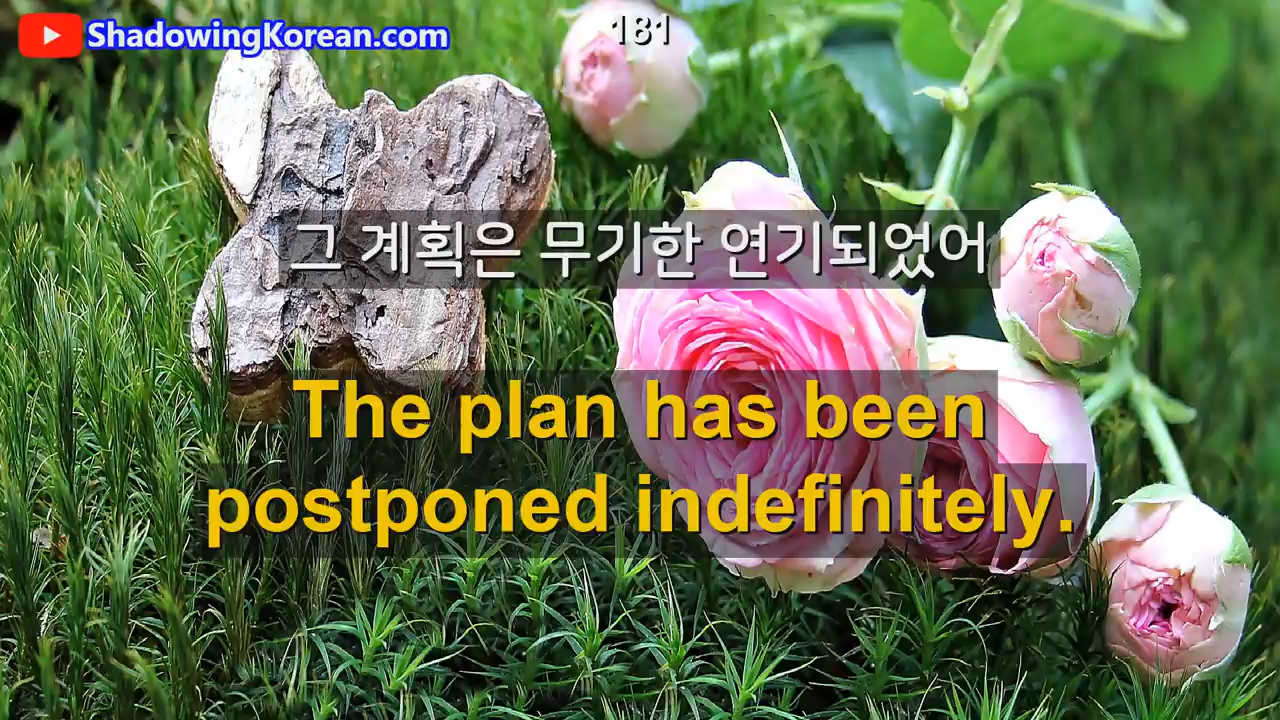 ShadowingKorean.com
181
그 계획은 무기한 연기되었어
The plan has been
postponed indefinitely.